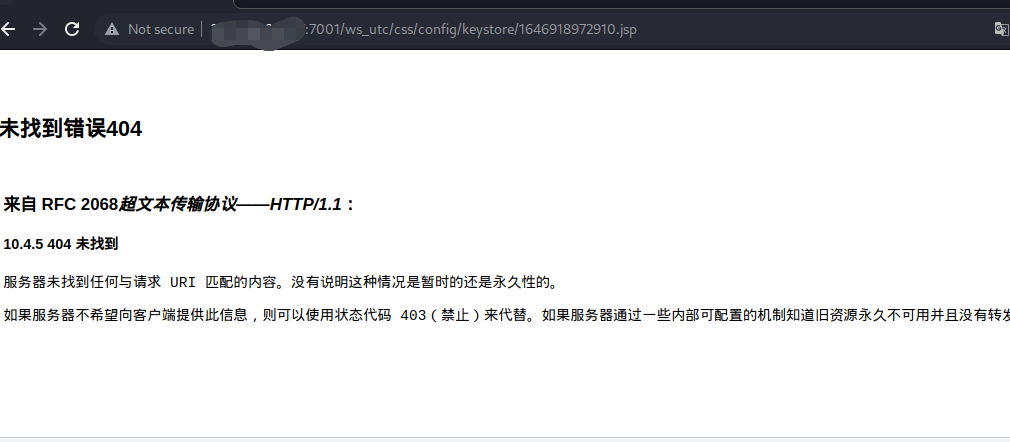 Not secure :7001/ws_utc/css/config/keystore/1646918972910.jsp
未找到错误404
来自 RFC 2068超文本传输协议——HTTP/1.1：
10.4.5 404 未找到
服务器未找到任何与请求 URI 匹配的内容。没有说明这种情况是暂时的还是永久性的。
如果服务器不希望向客户端提供此信息，则可以使用状态代码 403（禁止）来代替。如果服务器通过一些内部可配置的机制知道旧资源永久不可用并且没有转